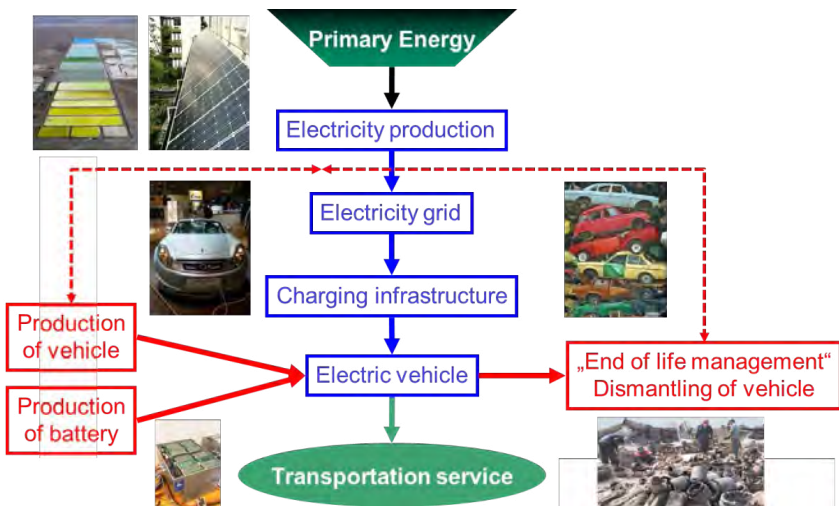 Primary Energy
Electricity production
Electricity grid
Charging infrastructure
Production
of vehicle
Electric vehicle
„End of life management“
Dismantling of vehicle
Production
of battery
Transportation service